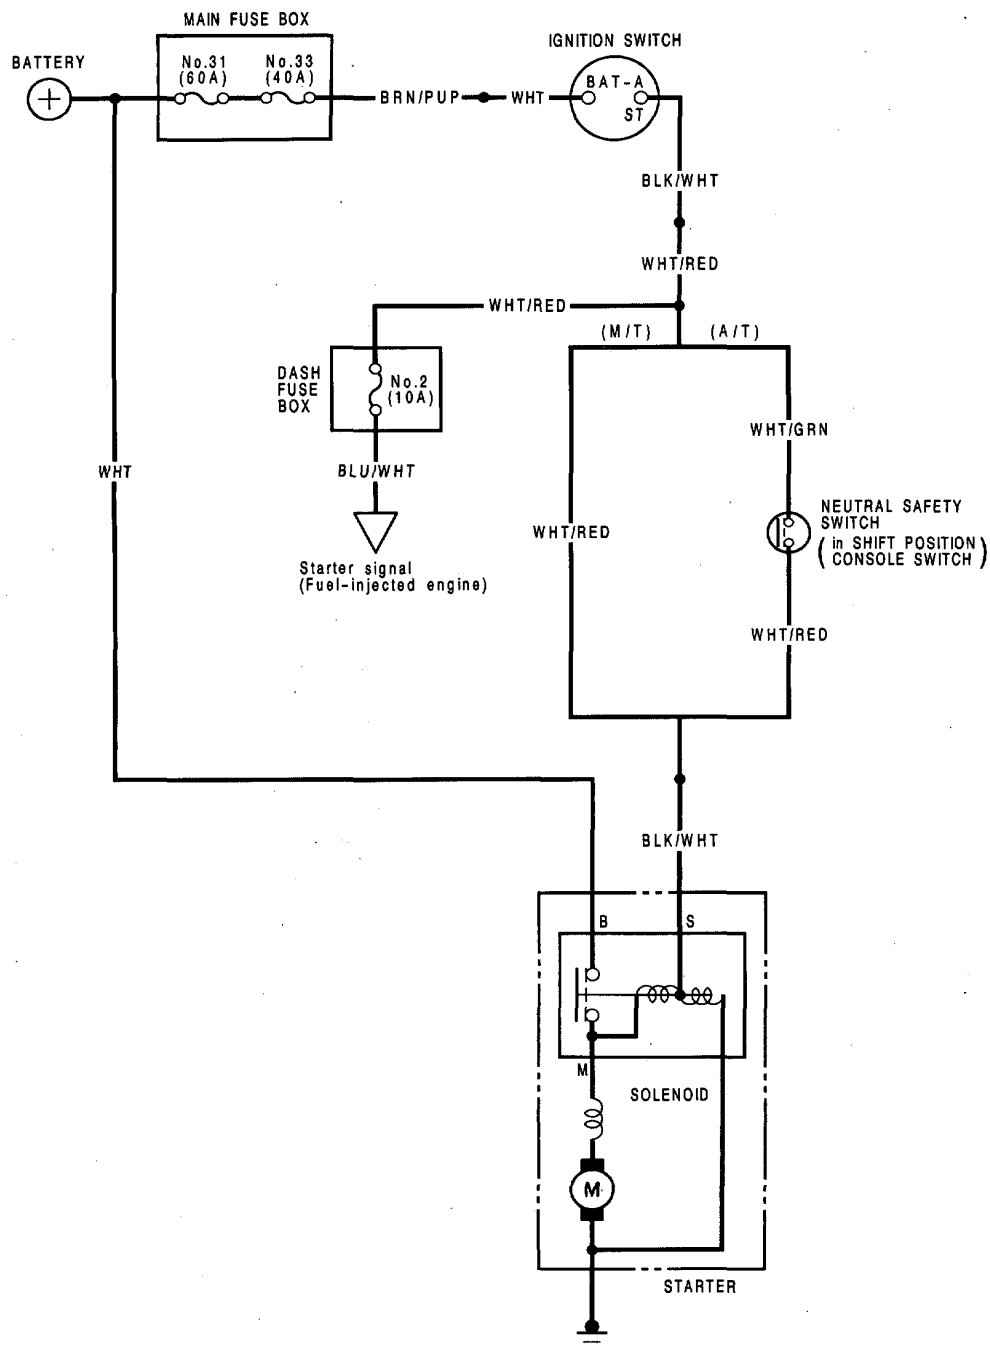 MAIN FUSE BOX
BATTERY
No.31
(60A)
No.33
(40A)
IGNITION SWITCH
BRN/PUP
WHT
BAT-A
ST
BLK/WHT
WHT/RED
WHT/RED
(M/T)
(A/T)
DASH
FUSE
BOX
No.2
(10A)
WHT/GRN
WHT
BLU/WHT
NEUTRAL SAFETY
SWITCH
(in SHIFT POSITION
CONSOLE SWITCH)
WHT/RED
Starter signal
(Fuel-injected engine)
WHT/RED
BLK/WHT
B
S
M
SOLENOID
M
STARTER